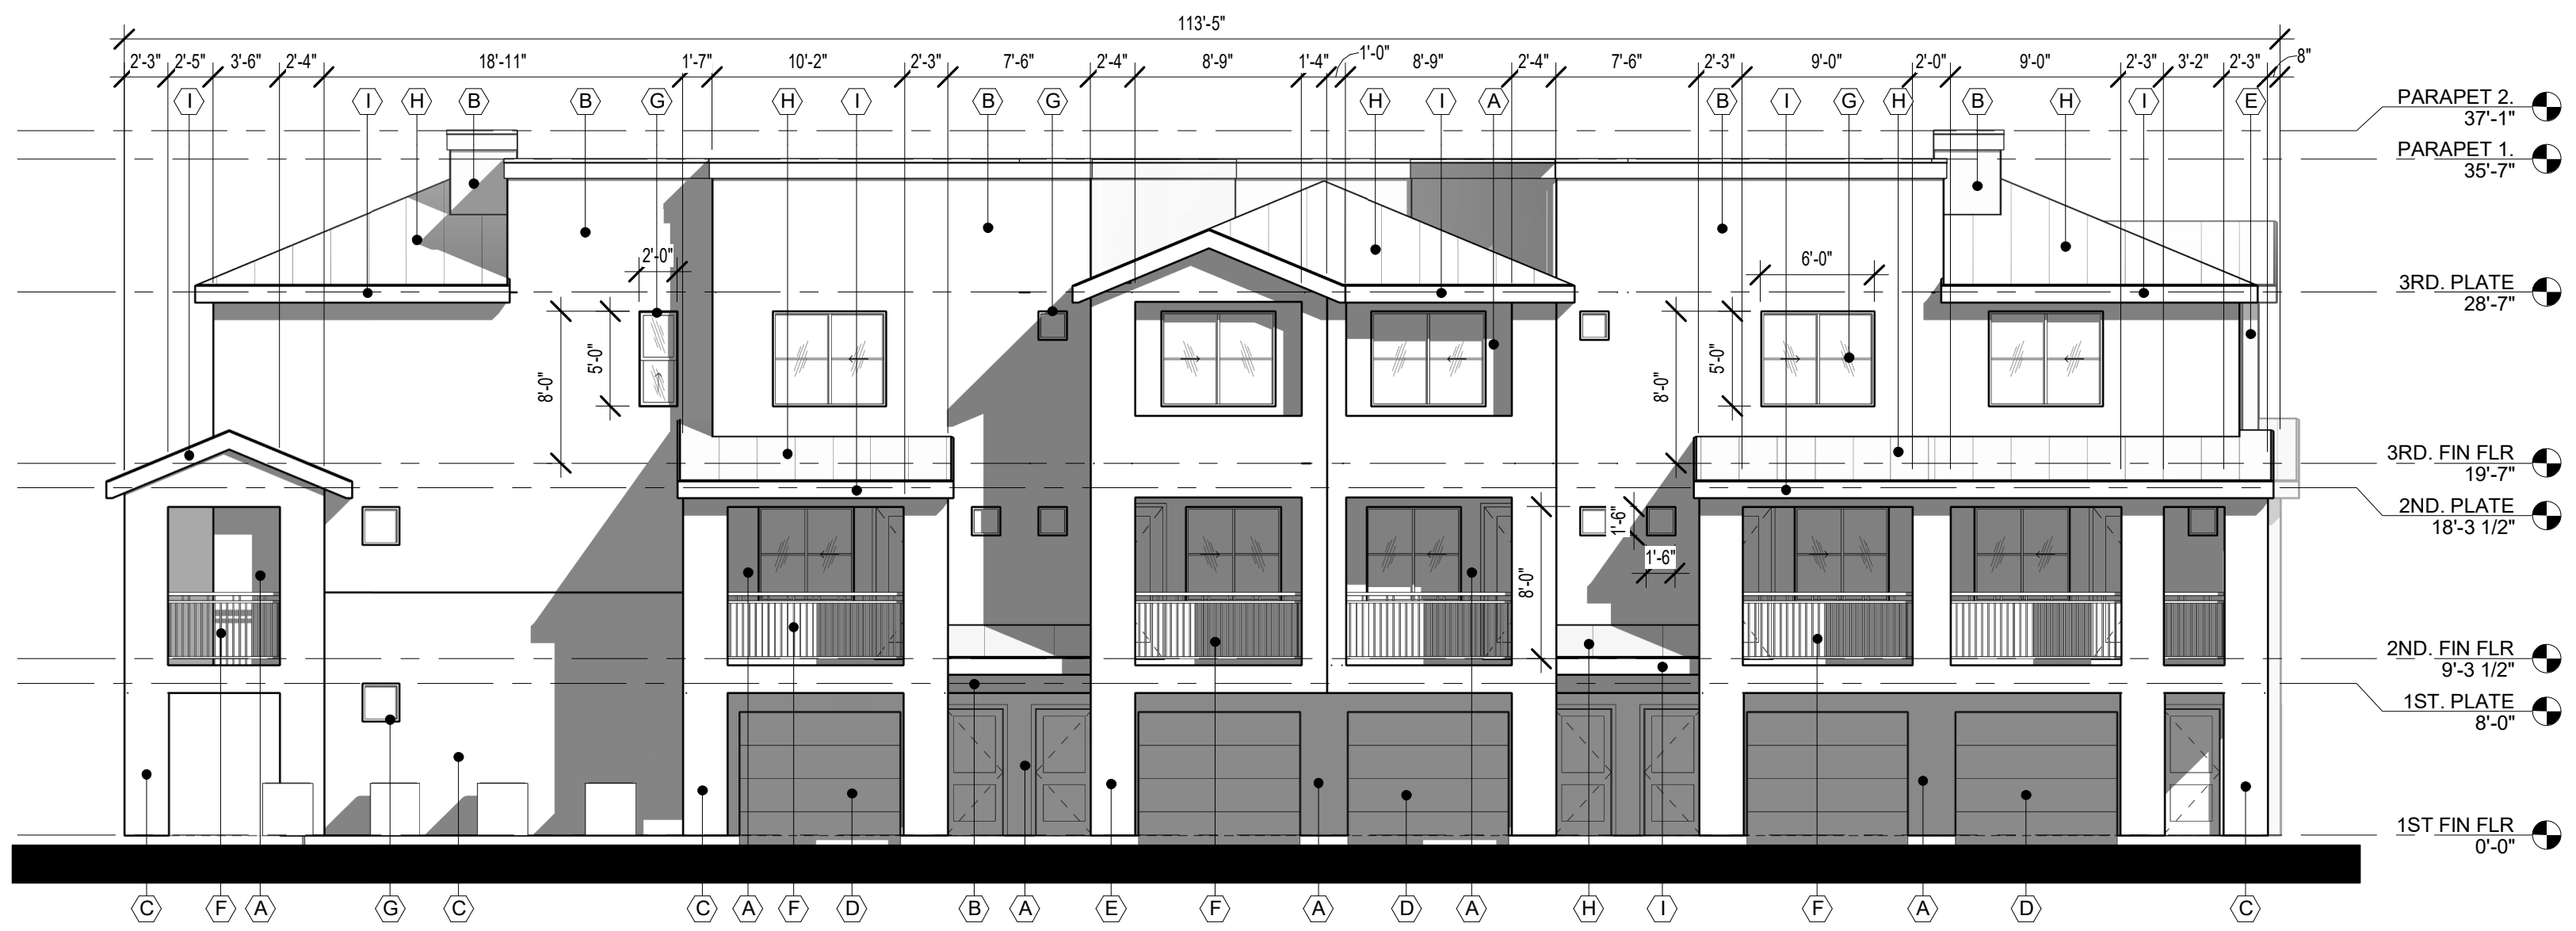 113'-5"
2'-3" 2'-5" 3'-6" 2'-4" 18'-11" 1'-7" 10'-2" 2'-3" 7'-6" 2'-4" 8'-9" 1'-4" 1'-0" 8'-9" 2'-4" 7'-6" 2'-3" 9'-0" 2'-0" 9'-0" 2'-3" 3'-2" 2'-3" 8"
I I H B B G H I B G H I A B I G H B H I E
PARAPET 2.
37'-1"
PARAPET 1.
35'-7"
2'-0"
6'-0"
3RD. PLATE
28'-7"
8'-0"
5'-0"
8'-0"
5'-0"
3RD. FIN FLR
19'-7"
2ND. PLATE
18'-3 1/2"
8'-0"
1'-6"
1'-6"
2ND. FIN FLR
9'-3 1/2"
1ST. PLATE
8'-0"
1ST FIN FLR
0'-0"
C F A G C C A F D B A E F A D A H I F A D C